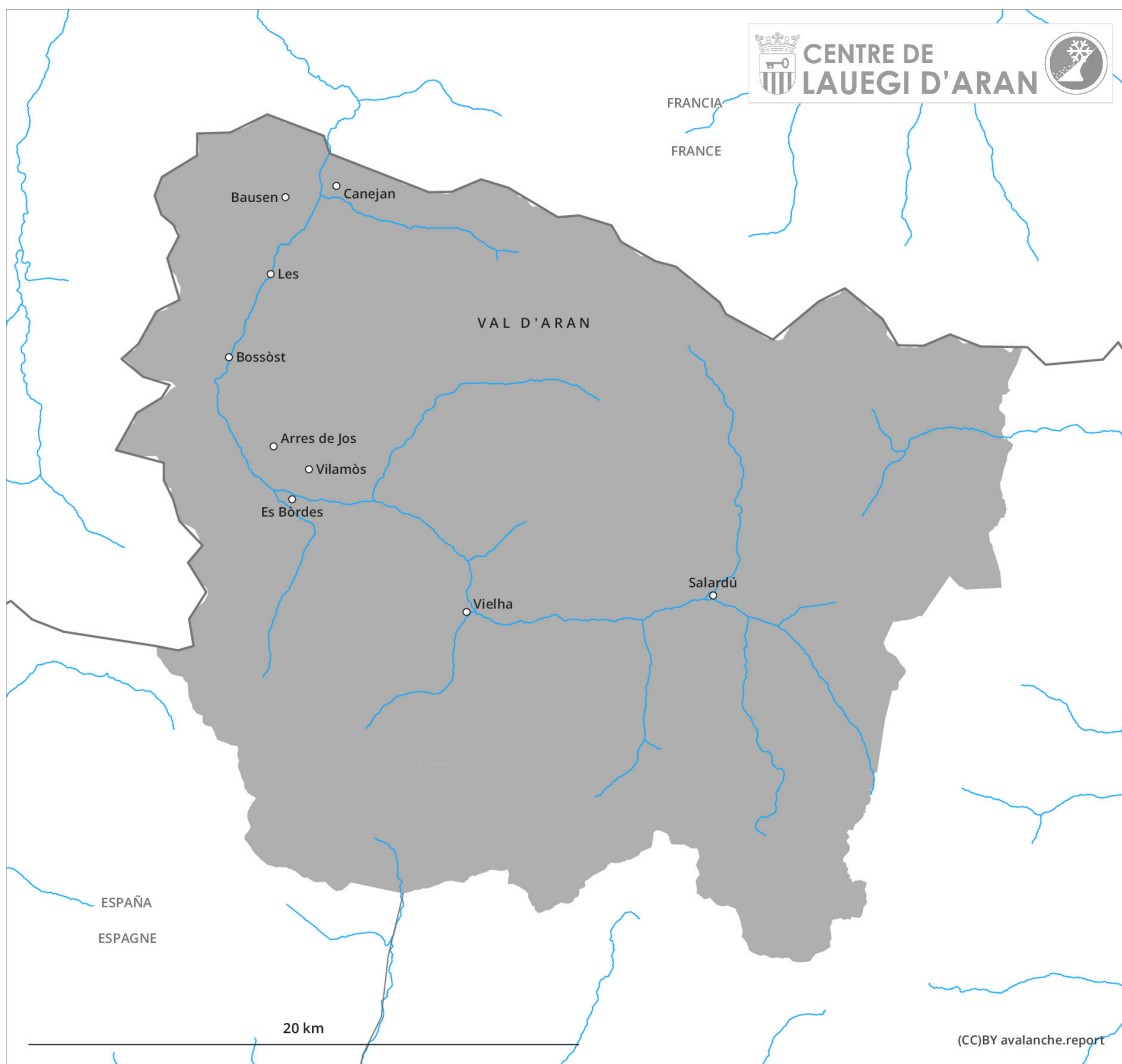 CENTRE DE
LAUEGI D'ARAN
FRANCIA
FRANCE
Bausen
Canejan
Les
VAL D'ARAN
Bossòst
Arres de Jos
Vilamòs
Es Bòrdes
Salardú
Vielha
ESPAÑA
ESPAGNE
20 km
(CC)BY avalanche.report